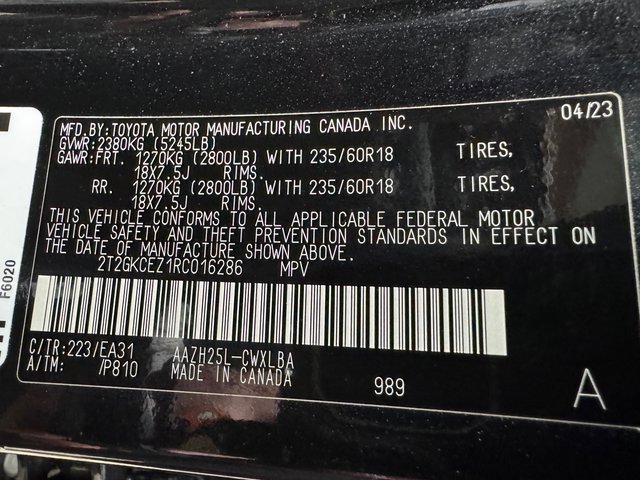 04/23
MFD.BY:TOYOTA MOTOR MANUFACTURING CANADA INC.
GVWR:2380KG (5245LB)
GAWR:FRT. 1270KG (2800LB) WITH 235/60R18 TIRES,
18X7.5J RIMS.
RR. 1270KG (2800LB) WITH 235/60R18 TIRES,
18X7.5J RIMS.
THIS VEHICLE CONFORMS TO ALL APPLICABLE FEDERAL MOTOR
VEHICLE SAFETY AND THEFT PREVENTION STANDARDS IN EFFECT ON
THE DATE OF MANUFACTURE SHOWN ABOVE.
2T2GKCEZ1RC016286 MPV
C/TR:223/EA31 AAZH25L-CWXLBA
A/TM: /P810 MADE IN CANADA
989
A
F6020